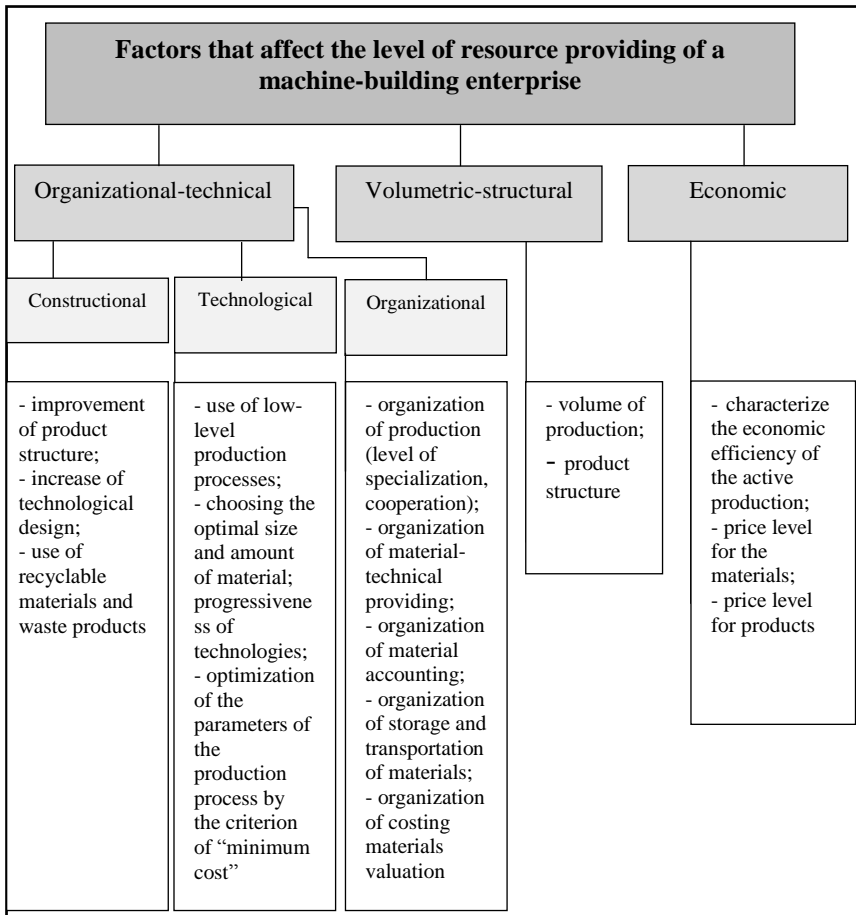 Factors that affect the level of resource providing of a
machine-building enterprise
Organizational-technical
Volumetric-structural
Economic
Constructional
Technological
Organizational
- improvement
of product
structure;
- increase of
technological
design;
- use of
recyclable
materials and
waste products
- use of low-
level
production
processes;
- choosing the
optimal size
and amount
of material;
progressivene
ss of
technologies;
- optimization
of the
parameters of
the
production
process by
the criterion
of “minimum
cost”
- organization
of production
(level of
specialization,
cooperation);
- organization
of material-
technical
providing;
- organization
of material
accounting;
- organization
of storage and
transportation
of materials;
- organization
of costing
materials
valuation
- volume of
production;
- product
structure
- characterize
the economic
efficiency of
the active
production;
- price level
for the
materials;
- price level
for products